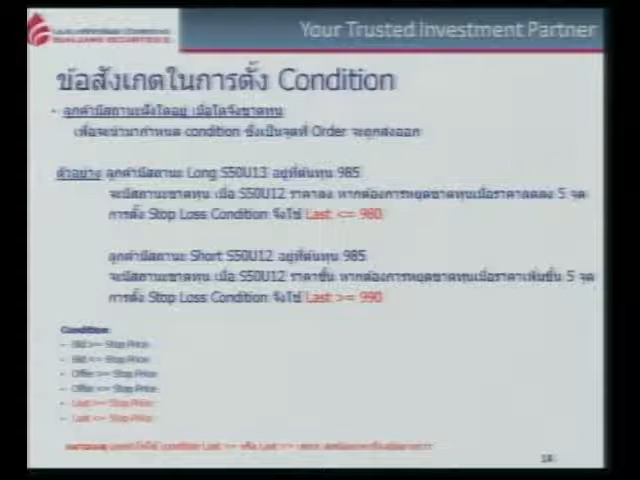 Your Trusted Investment Partner
ข้อสังเกตในการตั้ง Condition
- ลูกค้ามีสถานะฝั่งใดอยู่ เมื่อใดจึงขาดทุน
เพื่อจะนำมากำหนด condition ซึ่งเป็นจุดที่ Order จะถูกส่งออก
ตัวอย่าง ลูกค้ามีสถานะ Long S50U13 อยู่ที่ต้นทุน 985
จะมีสถานะขาดทุน เมื่อ S50U12 ราคาลง หากต้องการหยุดขาดทุนเมื่อราคาลดลง 5 จุด
การตั้ง Stop Loss Condition จึงใช้ Last <= 980
ลูกค้ามีสถานะ Short S50U12 อยู่ที่ต้นทุน 985
จะมีสถานะขาดทุน เมื่อ S50U12 ราคาขึ้น หากต้องการหยุดขาดทุนเมื่อราคาเพิ่มขึ้น 5 จุด
การตั้ง Stop Loss Condition จึงใช้ Last >= 990
Condition
- Bid >= Stop Price
- Bid <= Stop Price
- Offer >= Stop Price
- Offer <= Stop Price
- Last >= Stop Price
- Last <= Stop Price
condition Last >= หรือ Last <=